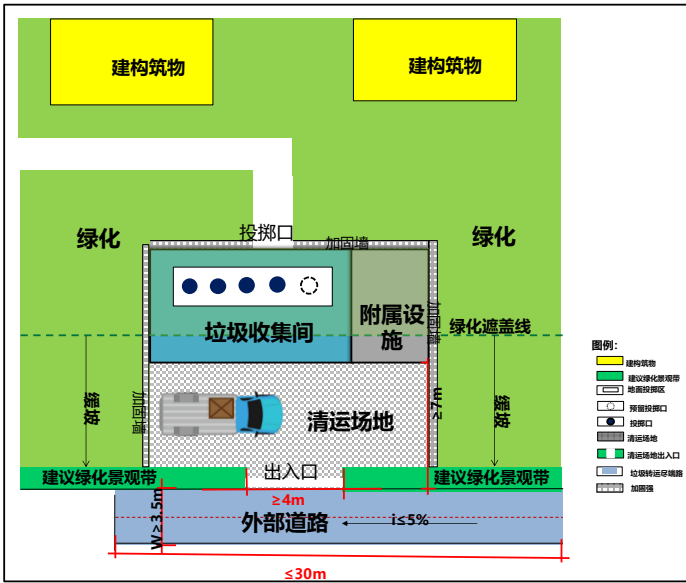 建构筑物
建构筑物
绿化
投掷口
加固墙
绿化
垃圾收集间
附属设
施
加固墙
绿化遮盖线
缓坡
加固墙
清运场地
≥7m
缓坡
建议绿化景观带
出入口
建议绿化景观带
≥4m
W≥3.5m
外部道路
i≤5%
≤30m
图例：
建构筑物
建议绿化景观带
地面投掷区
预留投掷口
投掷口
清运场地
清运场地出入口
垃圾转运尽端路
加固强